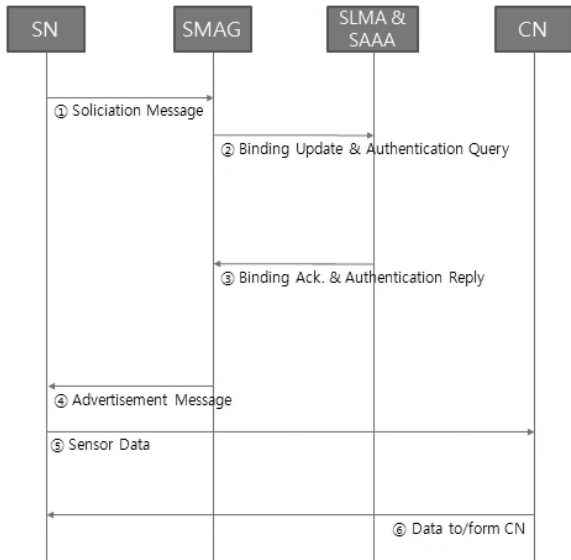 SN
SMAG
SLMA &
SAAA
CN
① Soliciation Message
② Binding Update & Authentication Query
③ Binding Ack. & Authentication Reply
④ Advertisement Message
⑤ Sensor Data
⑥ Data to/form CN